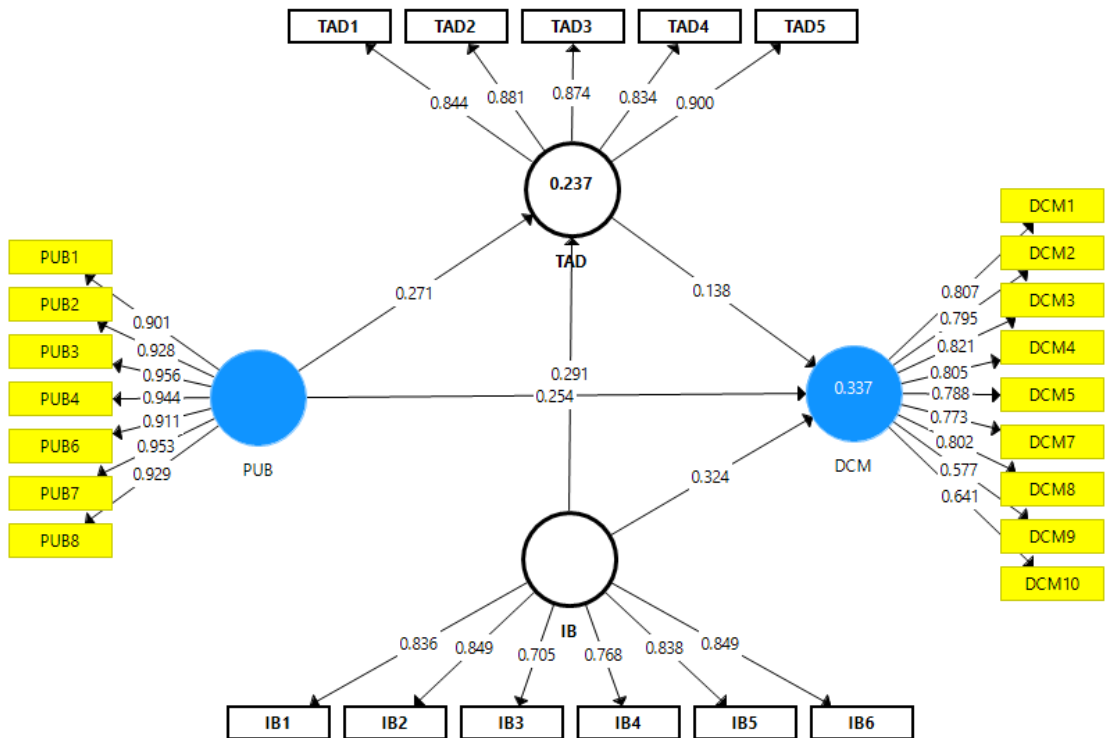 TAD1 TAD2 TAD3 TAD4 TAD5
0.844 0.881 0.874 0.834 0.900
0.237
TAD
PUB1
PUB2
PUB3
PUB4
PUB6
PUB7
PUB8
0.901
0.928
0.956
0.944
0.911
0.953
0.929
PUB
0.271
0.138
0.291
0.254
0.324
0.337
DCM
0.807
0.795
0.821
0.805
0.788
0.773
0.802
0.577
0.641
DCM1
DCM2
DCM3
DCM4
DCM5
DCM7
DCM8
DCM9
DCM10
IB
0.836 0.849 0.705 0.768 0.838 0.849
IB1 IB2 IB3 IB4 IB5 IB6